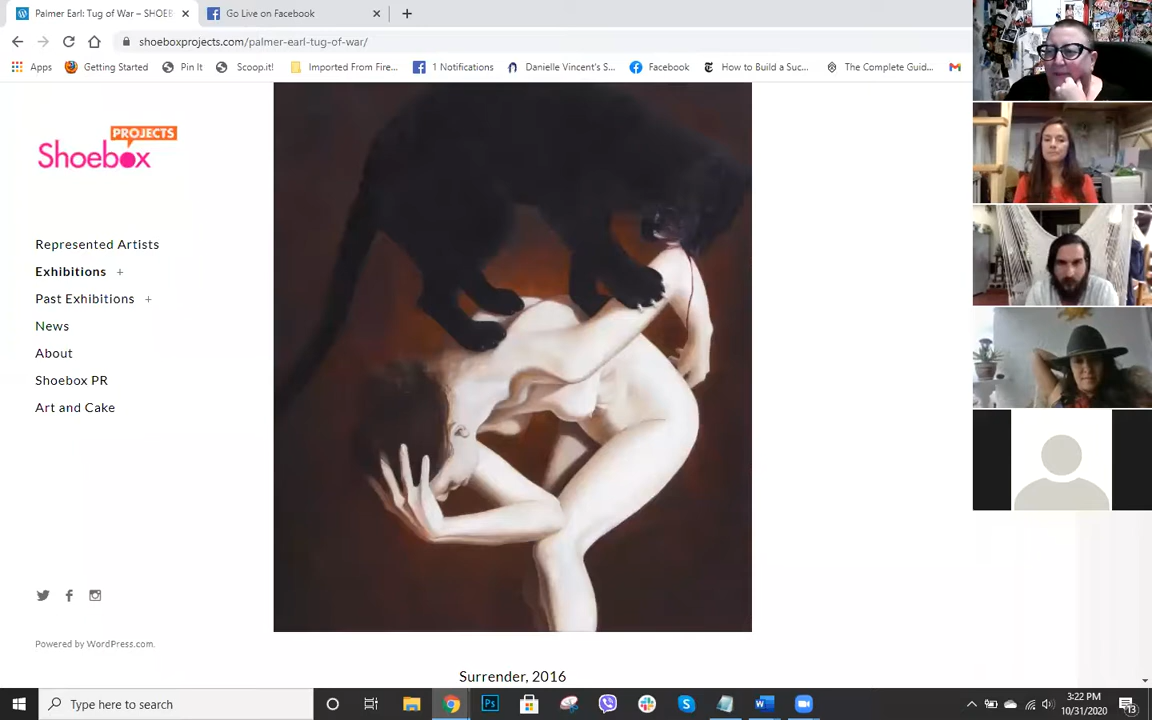 Palmer Earl: Tug of War – SHOEB
Go Live on Facebook
shoeboxprojects.com/palmer-earl-tug-of-war/
Apps
Getting Started
Pin It
Scoop.it!
Imported From Fire...
1 Notifications
Danielle Vincent's S...
Facebook
How to Build a Suc...
The Complete Guid...
PROJECTS
Shoebox
Represented Artists
Exhibitions +
Past Exhibitions +
News
About
Shoebox PR
Art and Cake
Powered by WordPress.com.
Surrender, 2016
Type here to search
3:22 PM
10/31/2020
13